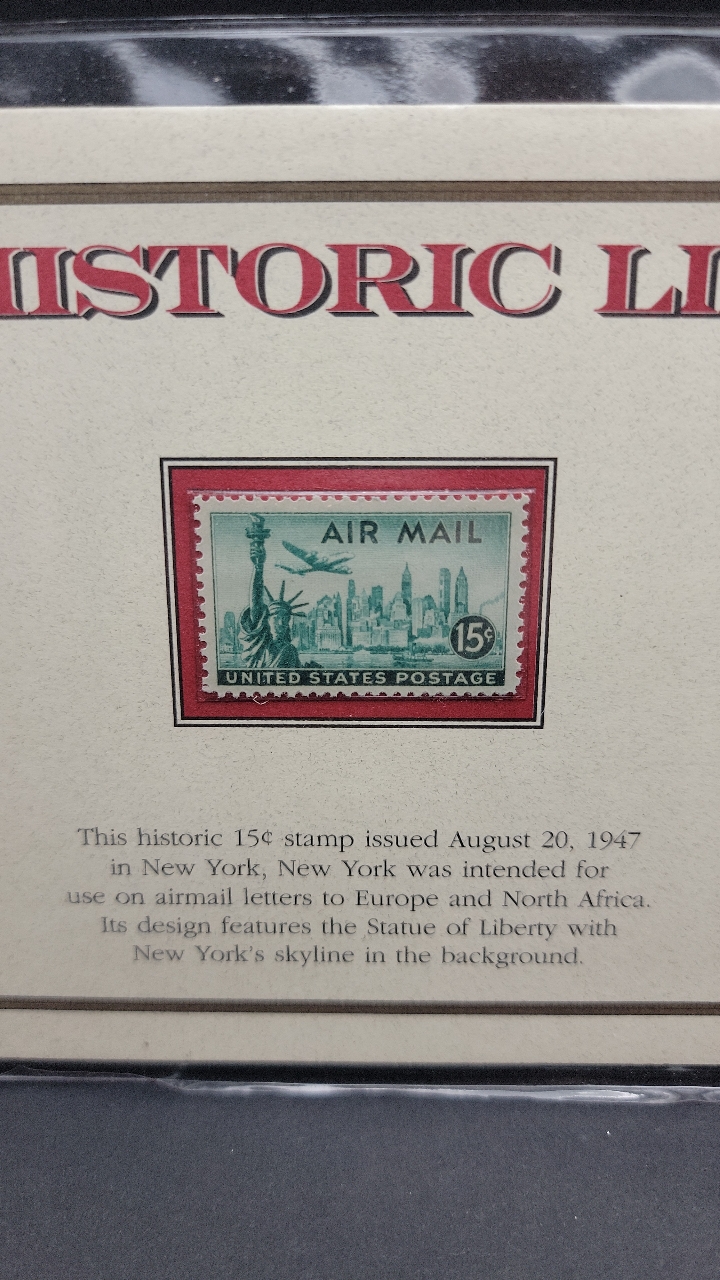 HISTORIC LI
AIR MAIL
15¢
UNITED STATES POSTAGE
This historic 15¢ stamp issued August 20, 1947
in New York, New York was intended for
use on airmail letters to Europe and North Africa.
Its design features the Statue of Liberty with
New York's skyline in the background.